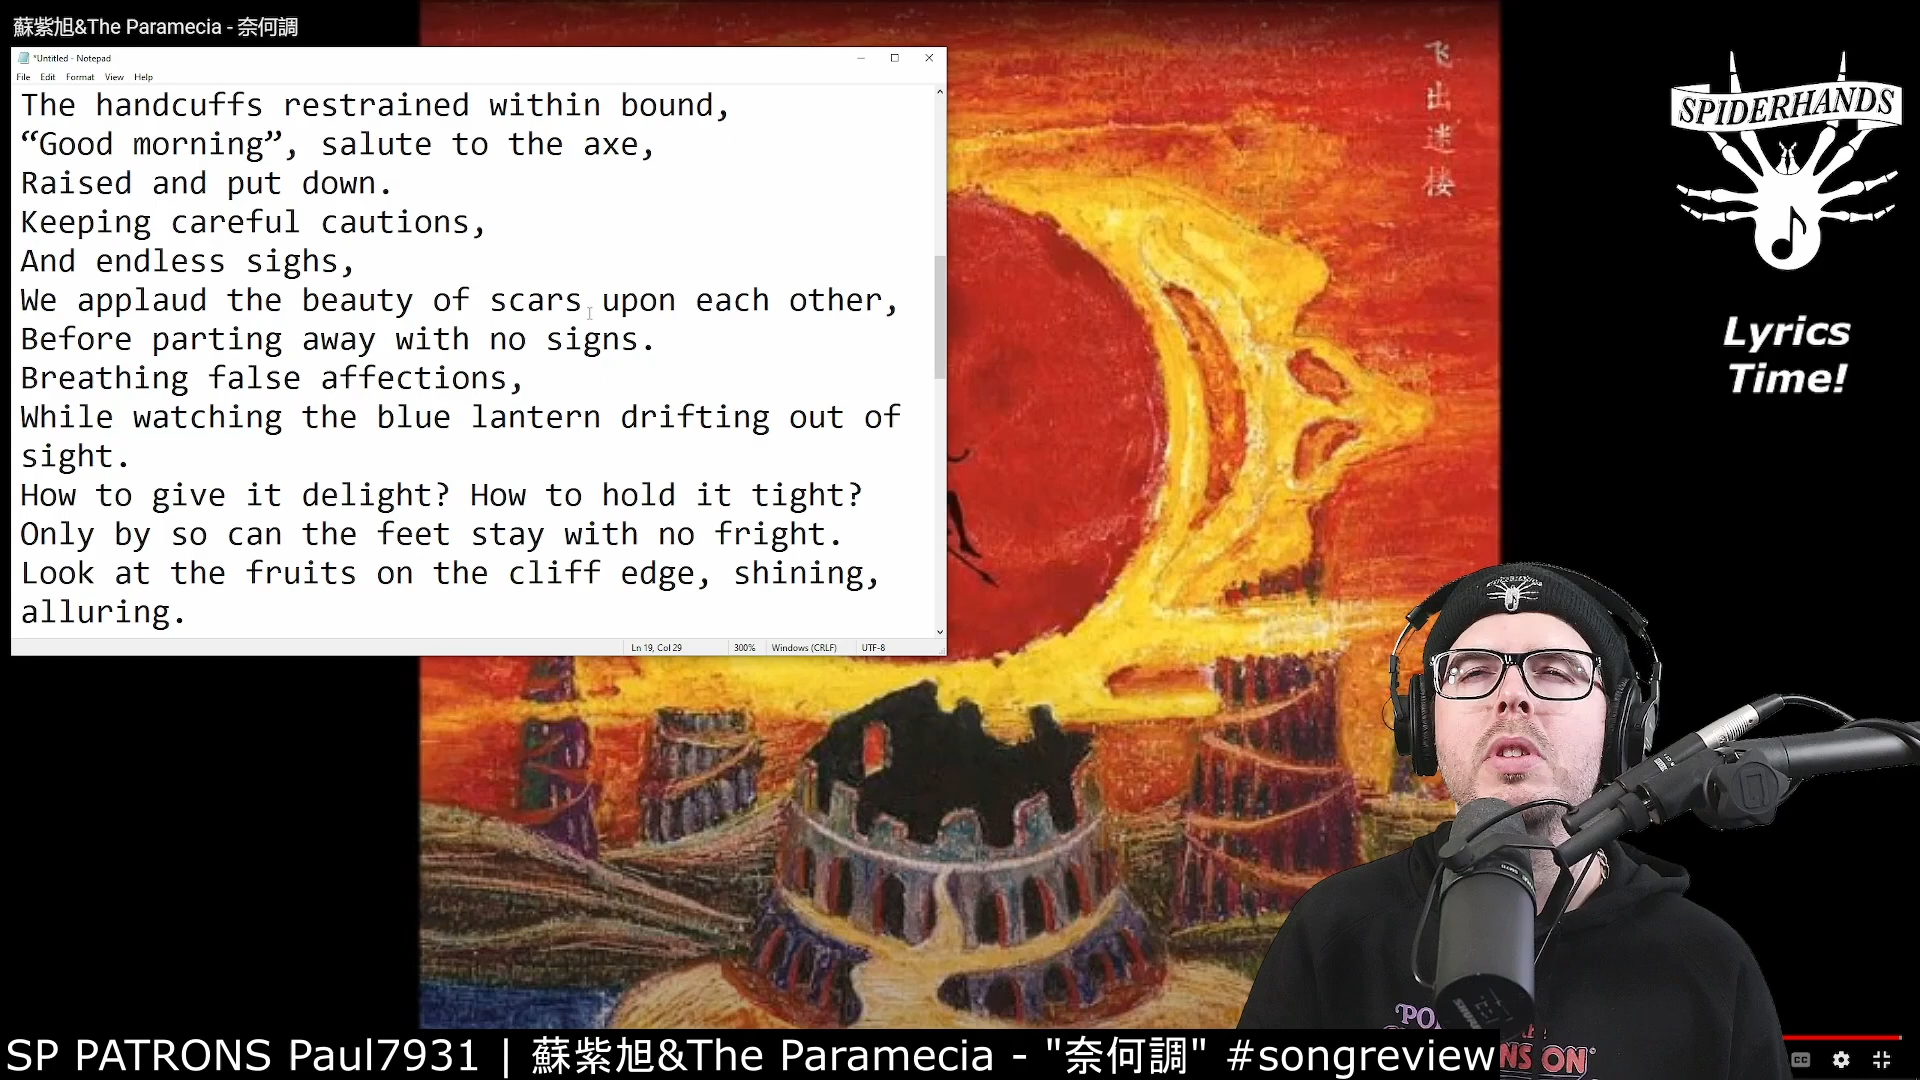 蘇紫旭&The Paramecia - 奈何調
*Untitled - Notepad
File Edit Format View Help
The handcuffs restrained within bound,
“Good morning”, salute to the axe,
Raised and put down.
Keeping careful cautions,
And endless sighs,
We applaud the beauty of scars upon each other,
Before parting away with no signs.
Breathing false affections,
While watching the blue lantern drifting out of
sight.
How to give it delight? How to hold it tight?
Only by so can the feet stay with no fright.
Look at the fruits on the cliff edge, shining,
alluring.
Ln 19, Col 29 300% Windows (CRLF) UTF-8
飞出迷楼
SPIDERHANDS
Lyrics
Time!
SP PATRONS Paul7931 | 蘇紫旭&The Paramecia - "奈何調" #songreview
CC